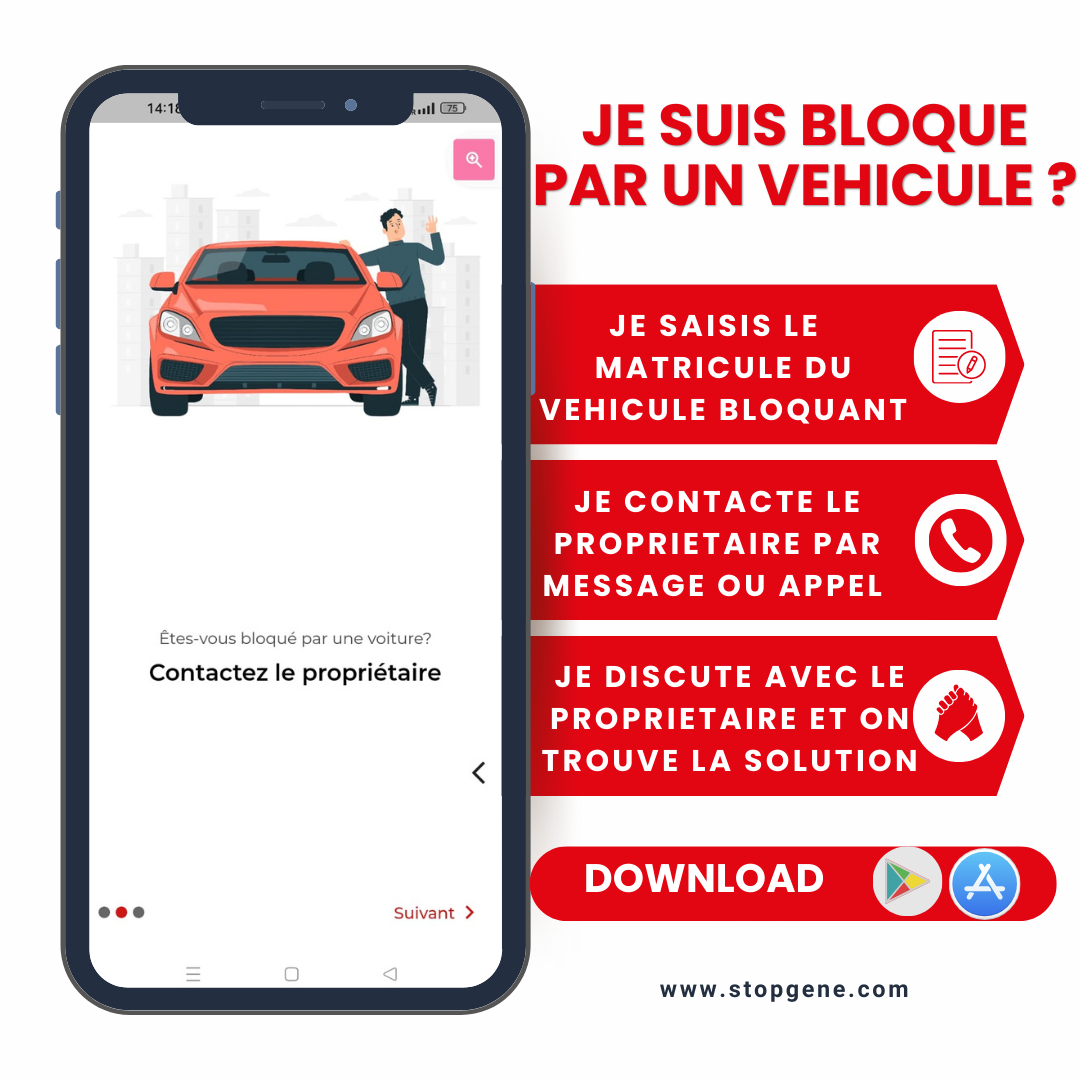 14:18
75
Êtes-vous bloqué par une voiture?
Contactez le propriétaire
Suivant
JE SUIS BLOQUE
PAR UN VEHICULE ?
JE SAISIS LE
MATRICULE DU
VEHICULE BLOQUANT
JE CONTACTE LE
PROPRIETAIRE PAR
MESSAGE OU APPEL
JE DISCUTE AVEC LE
PROPRIETAIRE ET ON
TROUVE LA SOLUTION
DOWNLOAD
www.stopgene.com